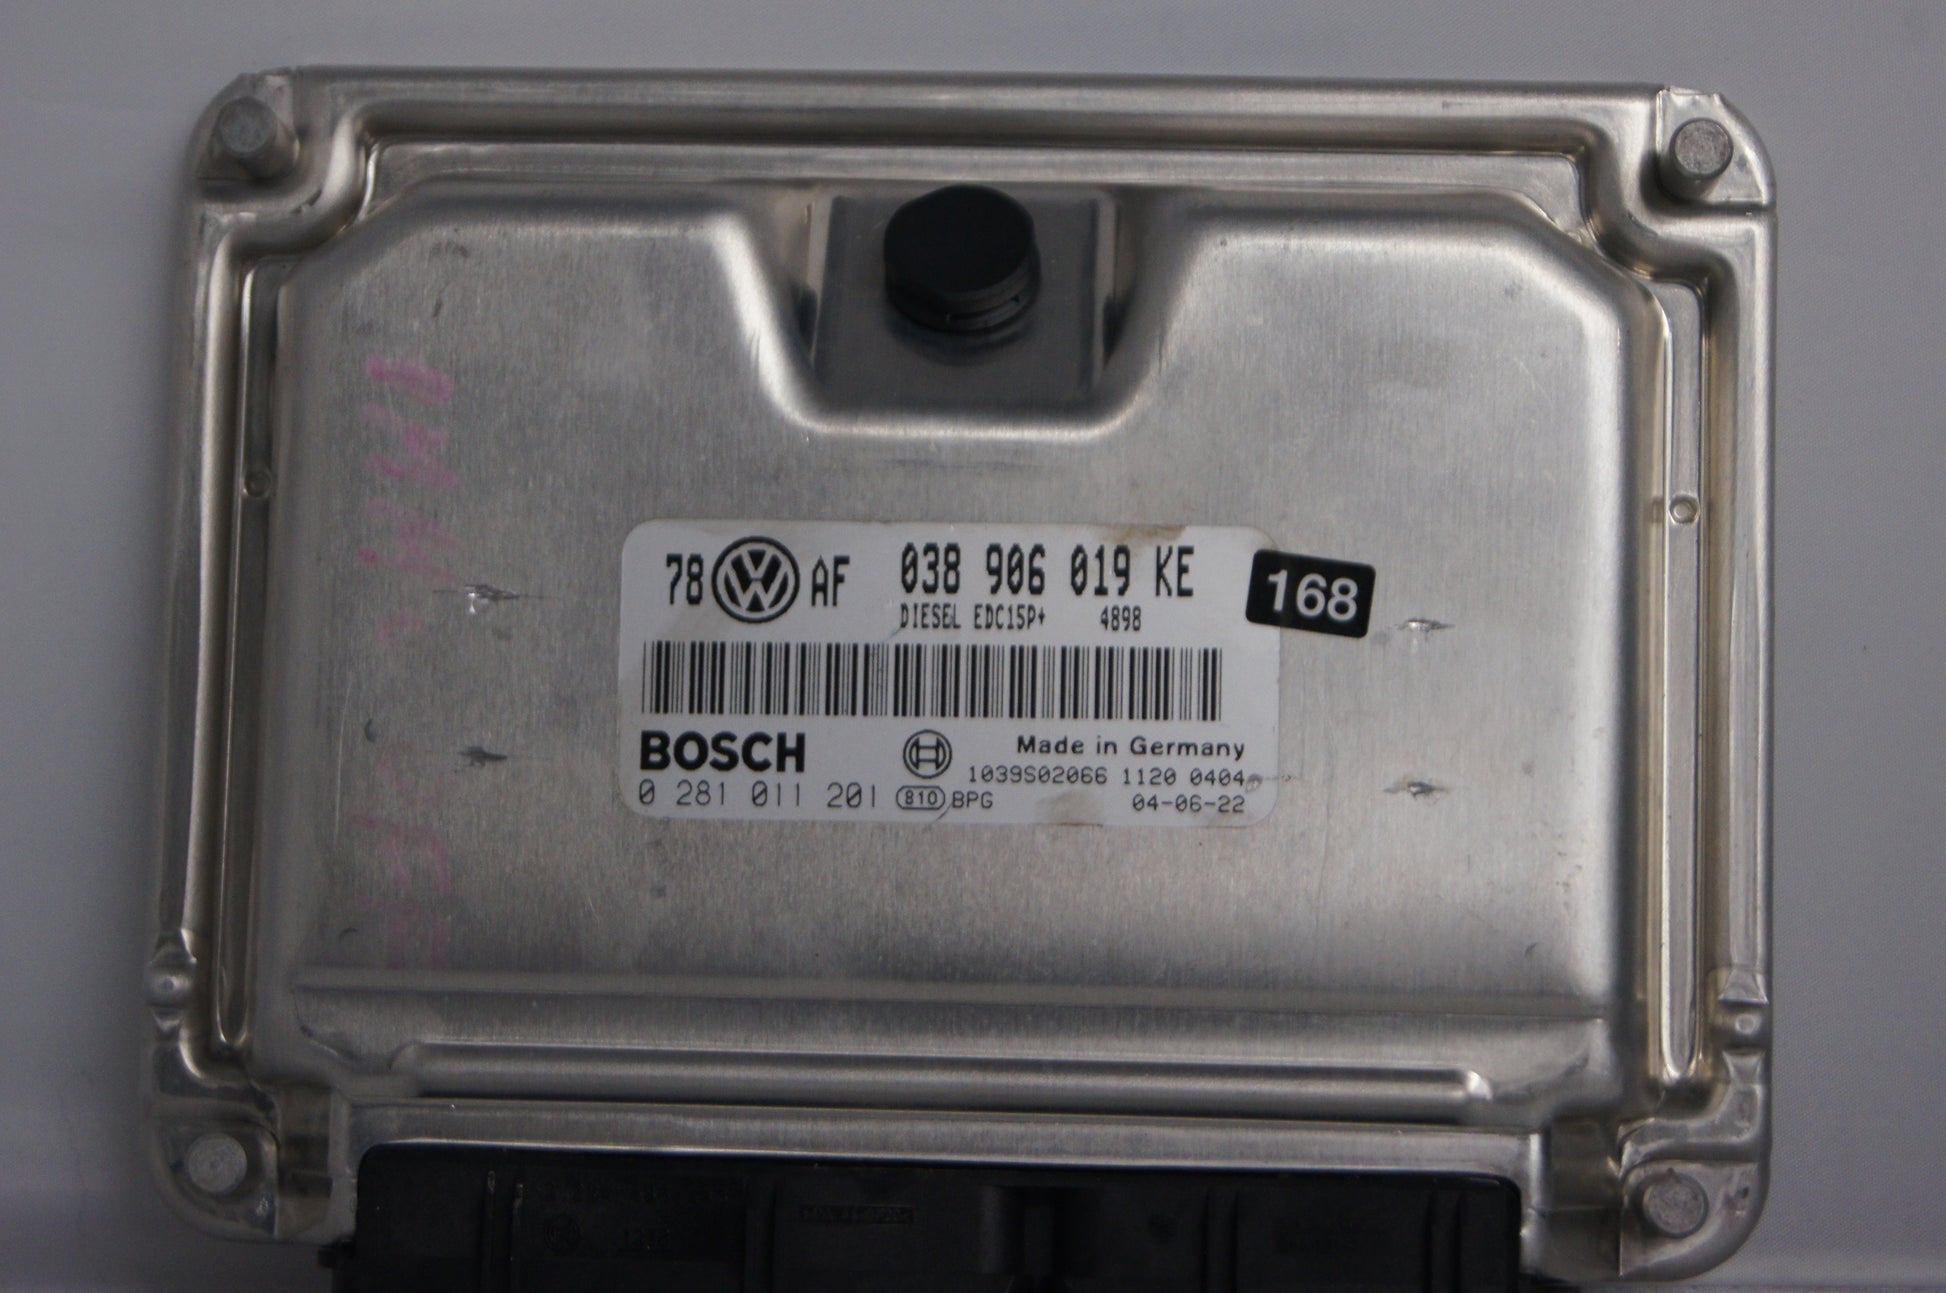 78 VW AF 038 906 019 KE
168
DIESEL EDC15P+ 4898
BOSCH
Made in Germany
1039S02066 1120 0404
0 281 011 201 810 BPG 04-06-22